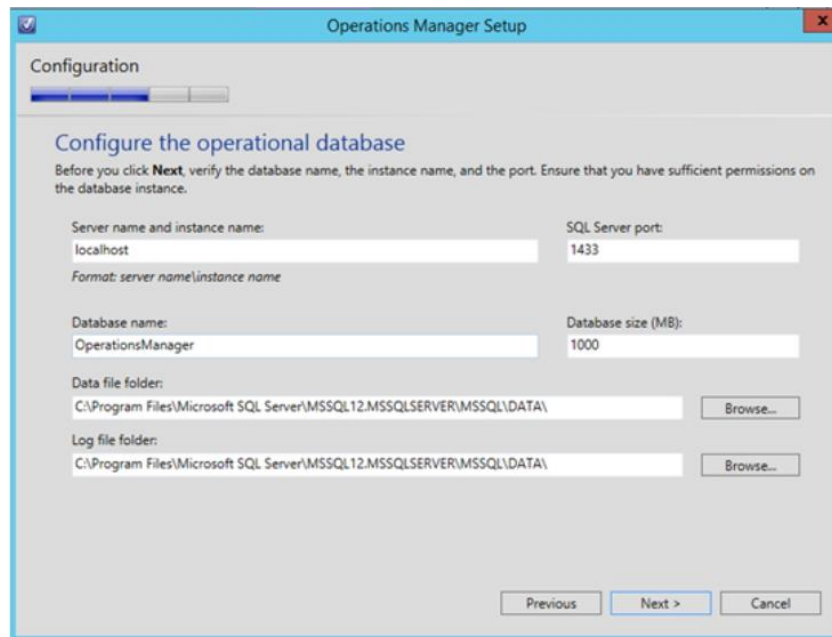 Operations Manager Setup
x
Configuration
Configure the operational database
Before you click Next, verify the database name, the instance name, and the port. Ensure that you have sufficient permissions on
the database instance.
Server name and instance name:
SQL Server port:
localhost
1433
Format: server name\instance name
Database name:
Database size (MB):
OperationsManager
1000
Data file folder:
C:\Program Files\Microsoft SQL Server\MSSQL12.MSSQLSERVER\MSSQL\DATA\
Browse...
Log file folder:
C:\Program Files\Microsoft SQL Server\MSSQL12.MSSQLSERVER\MSSQL\DATA\
Browse...
Previous
Next >
Cancel